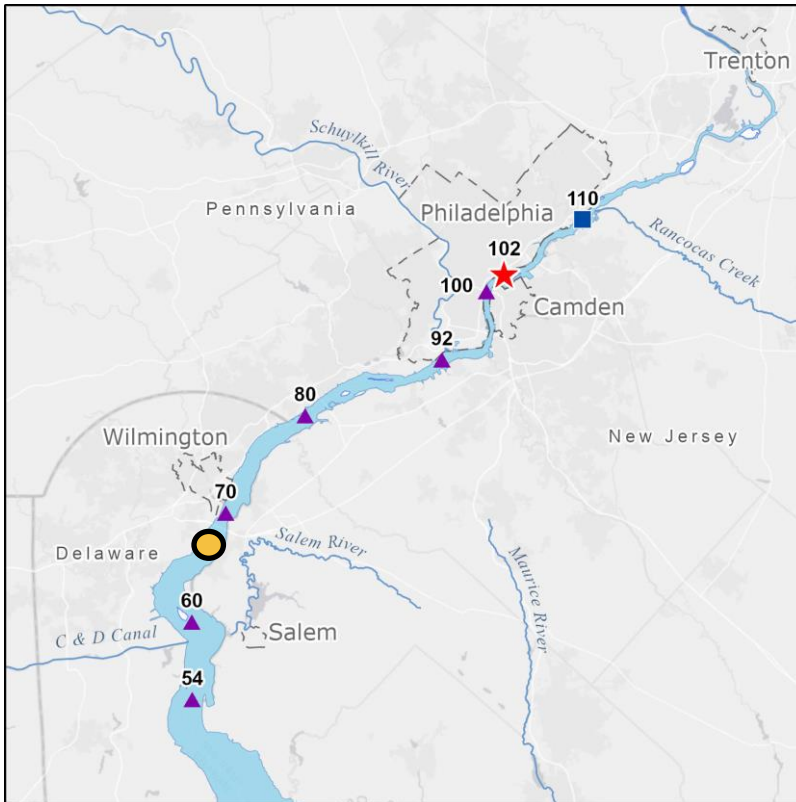 Trenton
Schuylkill
River
110
Pennsylvania
Philadelphia
Rancocas Creek
102
100
Camden
92
80
Wilmington
New Jersey
70
Salem River
Delaware
Maurice River
60
C & D Canal
Salem
54